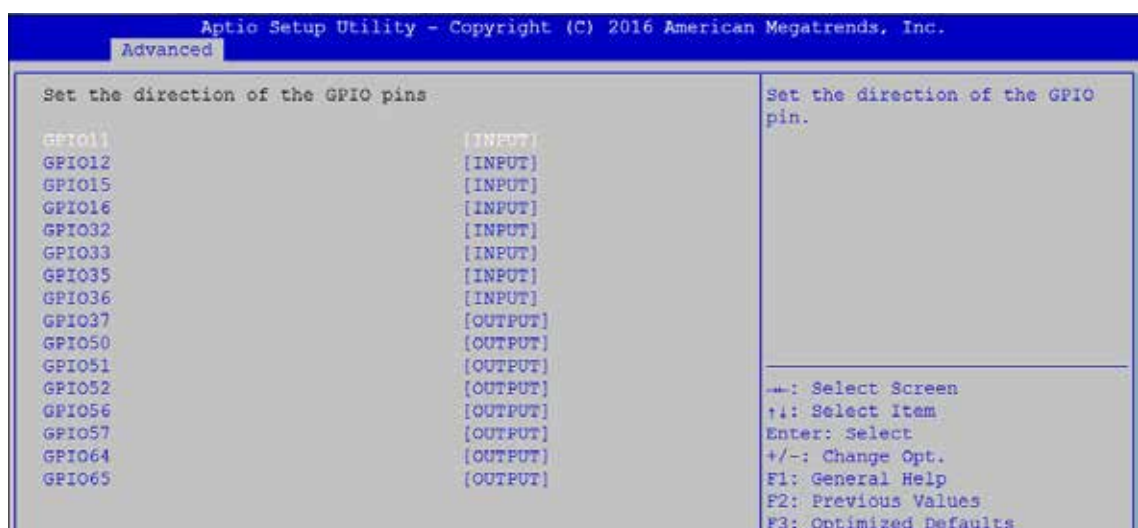 Aptio Setup Utility - Copyright (C) 2016 American Megatrends, Inc.
Advanced
Set the direction of the GPIO pins
GPIO11 [INPUT]
GPIO12 [INPUT]
GPIO15 [INPUT]
GPIO16 [INPUT]
GPIO32 [INPUT]
GPIO33 [INPUT]
GPIO35 [INPUT]
GPIO36 [INPUT]
GPIO37 [OUTPUT]
GPIO50 [OUTPUT]
GPIO51 [OUTPUT]
GPIO52 [OUTPUT]
GPIO56 [OUTPUT]
GPIO57 [OUTPUT]
GPIO64 [OUTPUT]
GPIO65 [OUTPUT]
Set the direction of the GPIO
pin.
→←: Select Screen
↑↓: Select Item
Enter: Select
+/-: Change Opt.
F1: General Help
F2: Previous Values
F3: Optimized Defaults